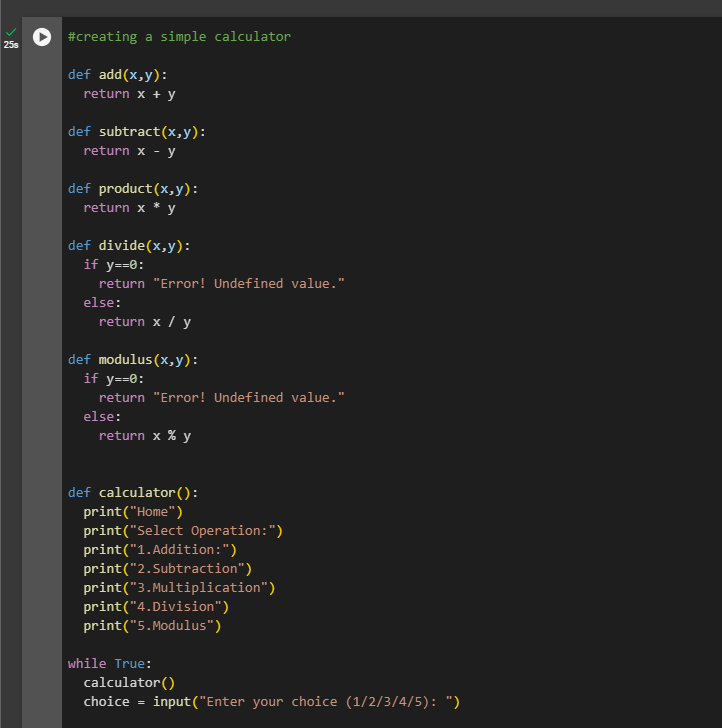 25s
#creating a simple calculator
def add(x,y):
  return x + y
def subtract(x,y):
  return x - y
def product(x,y):
  return x * y
def divide(x,y):
  if y==0:
    return "Error! Undefined value."
  else:
    return x / y
def modulus(x,y):
  if y==0:
    return "Error! Undefined value."
  else:
    return x % y
def calculator():
  print("Home")
  print("Select Operation:")
  print("1.Addition:")
  print("2.Subtraction")
  print("3.Multiplication")
  print("4.Division")
  print("5.Modulus")
while True:
  calculator()
  choice = input("Enter your choice (1/2/3/4/5): ")